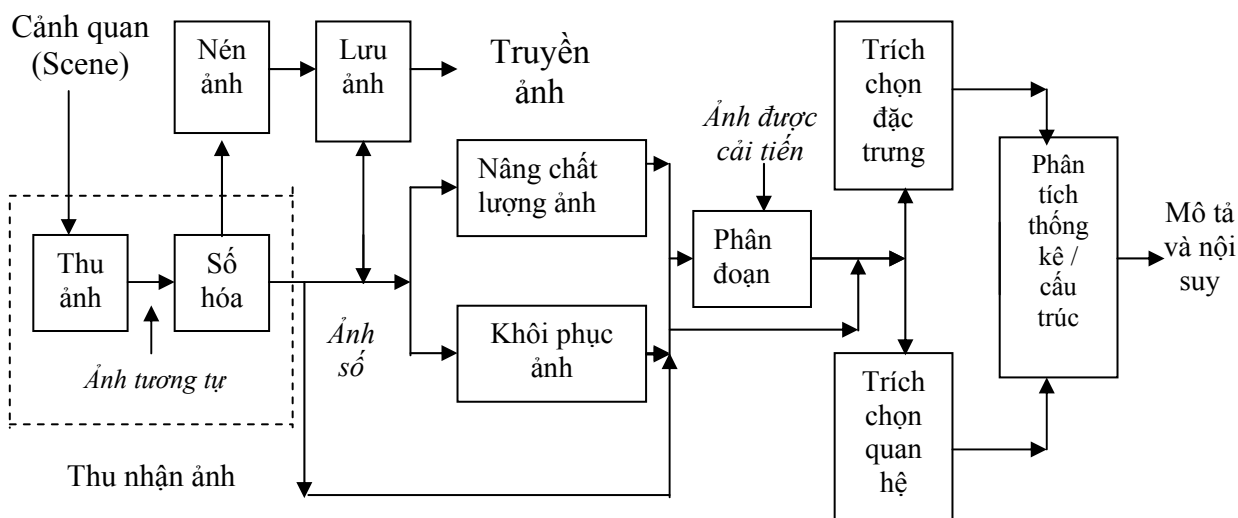 Cảnh quan
(Scene)
Nén
ảnh
Lưu
ảnh
Truyền
ảnh
Trích
chọn
đặc
trưng
Ảnh được
cải tiến
Nâng chất
lượng ảnh
Phân
tích
thống
kê /
cấu
trúc
Mô tả
và nội
suy
Thu
ảnh
Số
hóa
Phân
đoạn
Ảnh
số
Khôi phục
ảnh
Ảnh tương tự
Trích
chọn
quan
hệ
Thu nhận ảnh